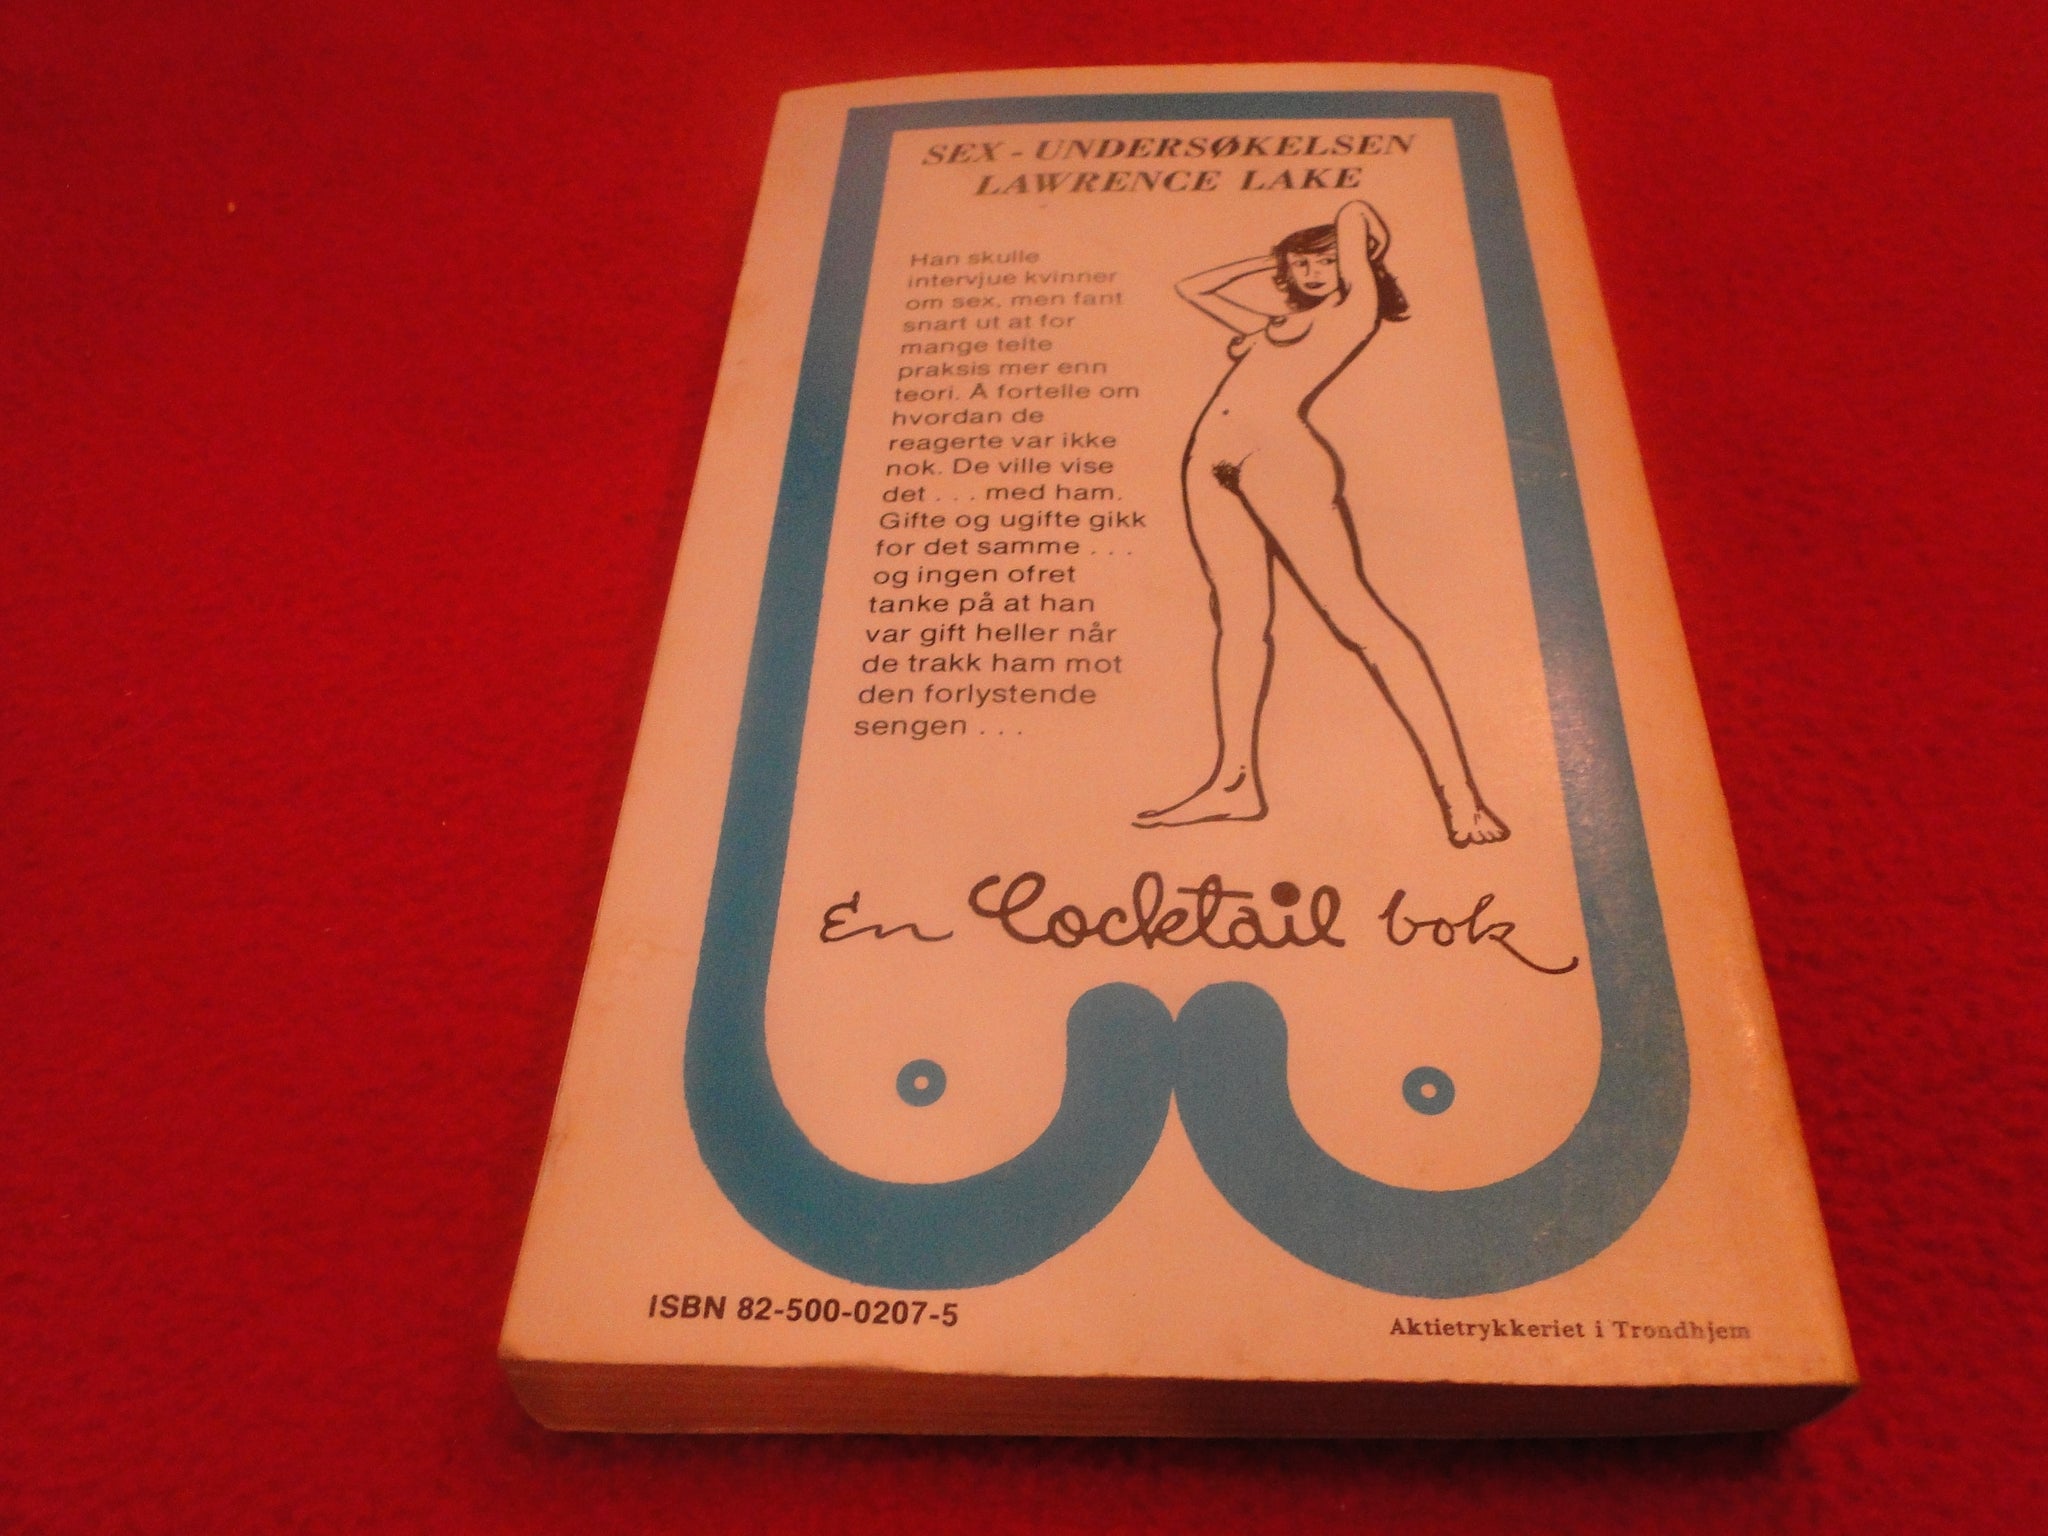 SEX - UNDERSØKELSEN
LAWRENCE LAKE
Han skulle
intervjue kvinner
om sex, men fant
snart ut at for
mange telte
praksis mer enn
teori. Å fortelle om
hvordan de
reagerte var ikke
nok. De ville vise
det . . . med ham.
Gifte og ugifte gikk
for det samme . . .
og ingen ofret
tanke på at han
var gift heller når
de trakk ham mot
den forlystende
sengen . . .
En Cocktail bok
ISBN 82-500-0207-5
Aktietrykkeriet i Trondhjem